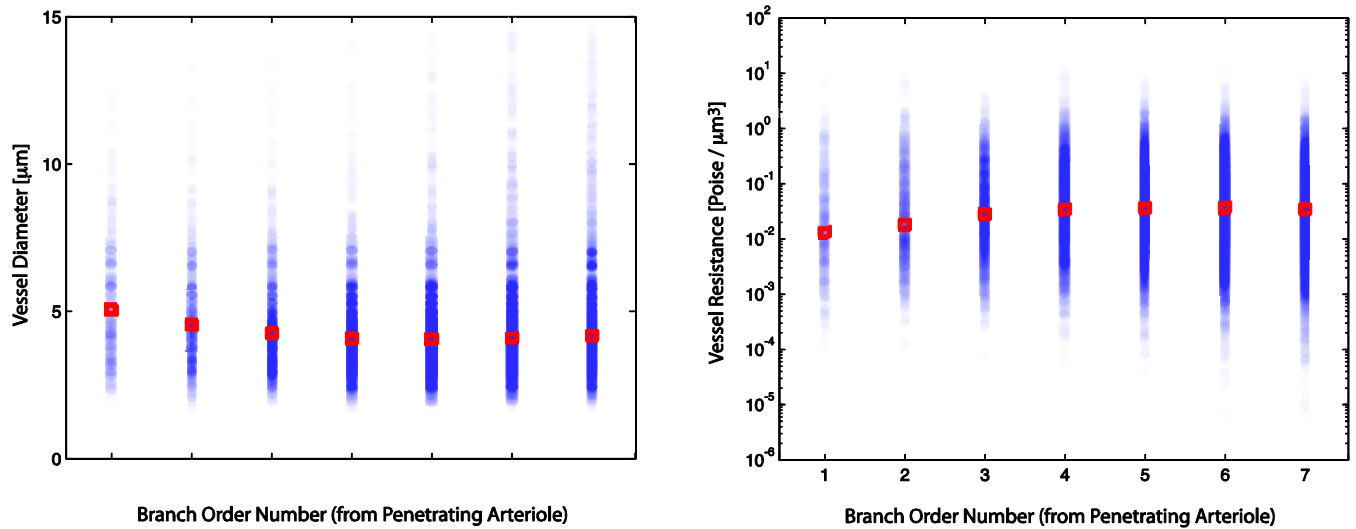 15
10
5
0
Vessel Diameter [μm]
Branch Order Number (from Penetrating Arteriole)
10²
10¹
10⁰
10⁻¹
10⁻²
10⁻³
10⁻⁴
10⁻⁵
10⁻⁶
Vessel Resistance [Poise / μm³]
1 2 3 4 5 6 7
Branch Order Number (from Penetrating Arteriole)